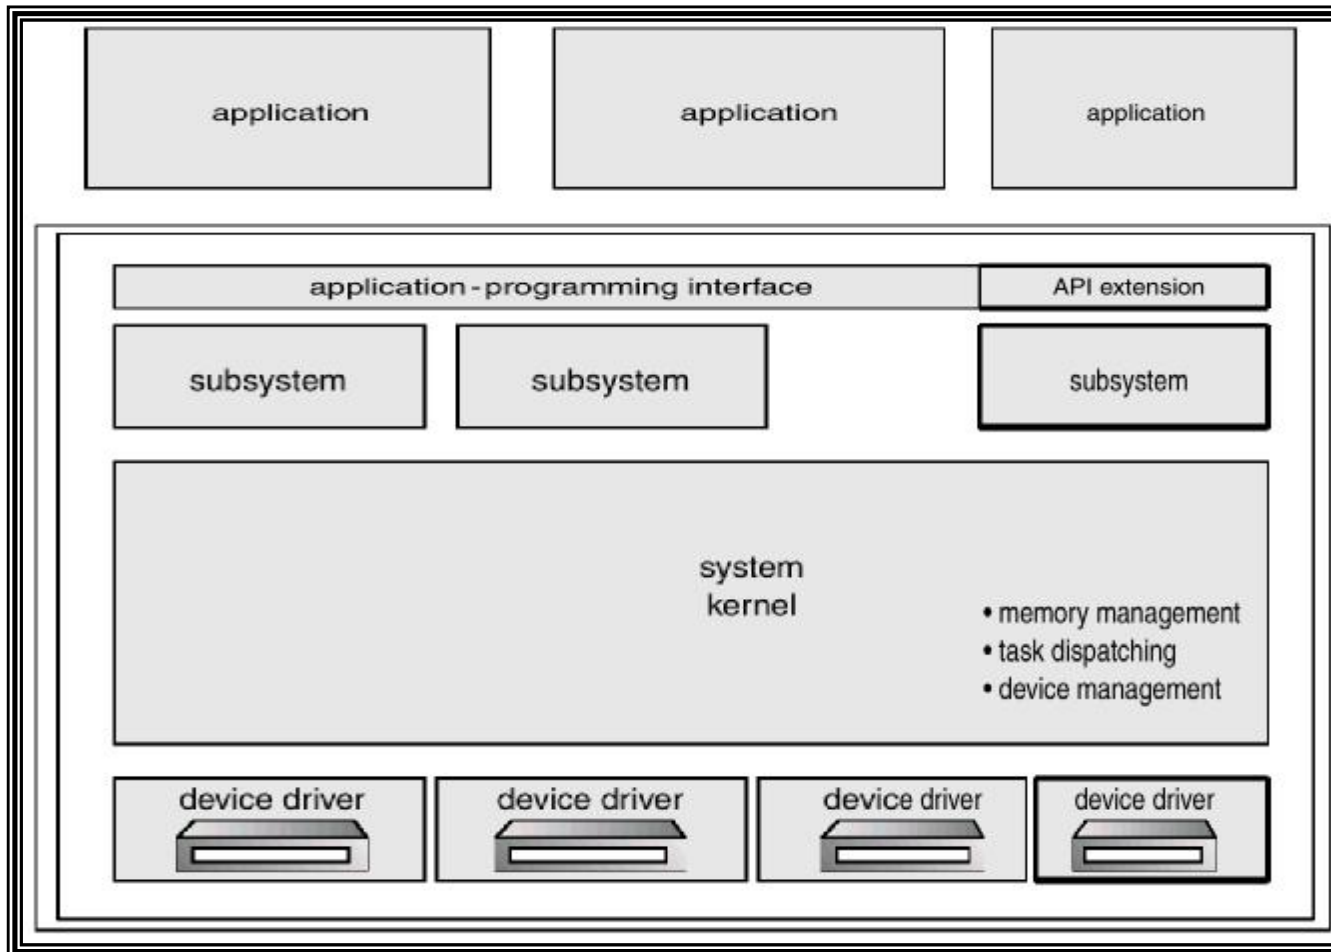 application application application
application-programming interface API extension
subsystem subsystem subsystem
system
kernel
• memory management
• task dispatching
• device management
device driver device driver device driver device driver